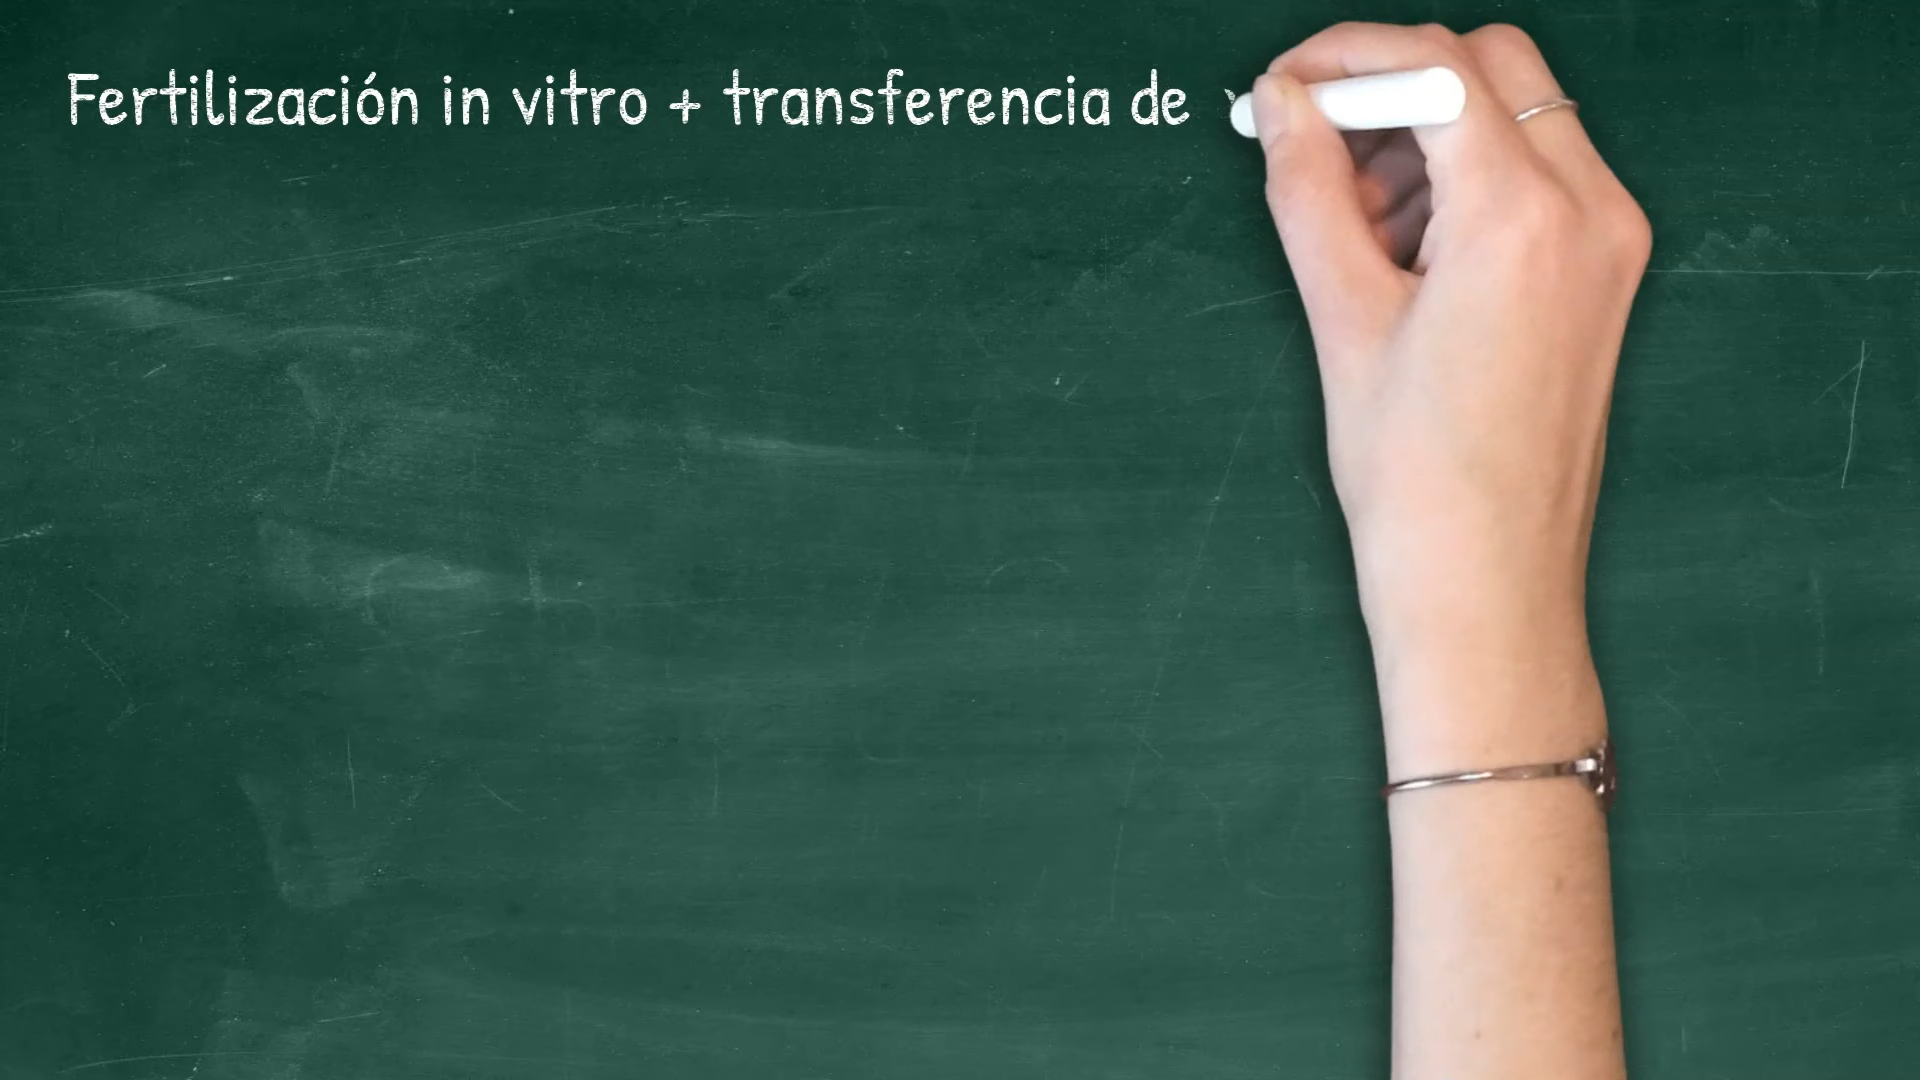 Fertilización in vitro + transferencia de